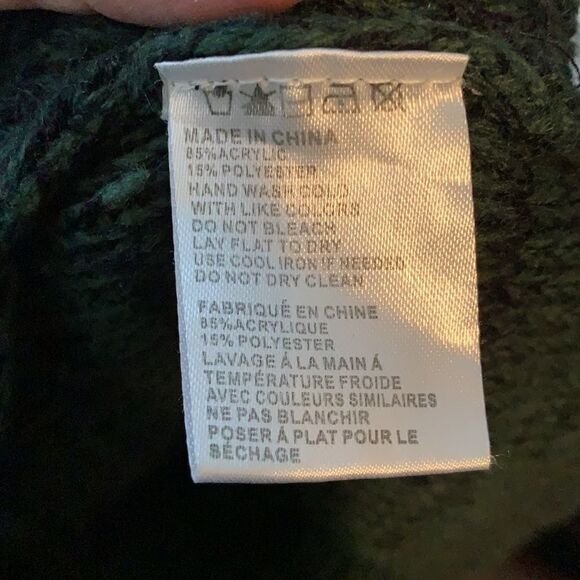 MADE IN CHINA
85%ACRYLIC
15% POLYESTER
HAND WASH COLD
WITH LIKE COLORS
DO NOT BLEACH
LAY FLAT TO DRY
USE COOL IRON IF NEEDED
DO NOT DRY CLEAN
FABRIQUÉ EN CHINE
85%ACRYLIQUE
15% POLYESTER
LAVAGE Á LA MAIN Á
TEMPÉRATURE FROIDE
AVEC COULEURS SIMILAIRES
NE PAS BLANCHIR
POSER Á PLAT POUR LE
SÉCHAGE